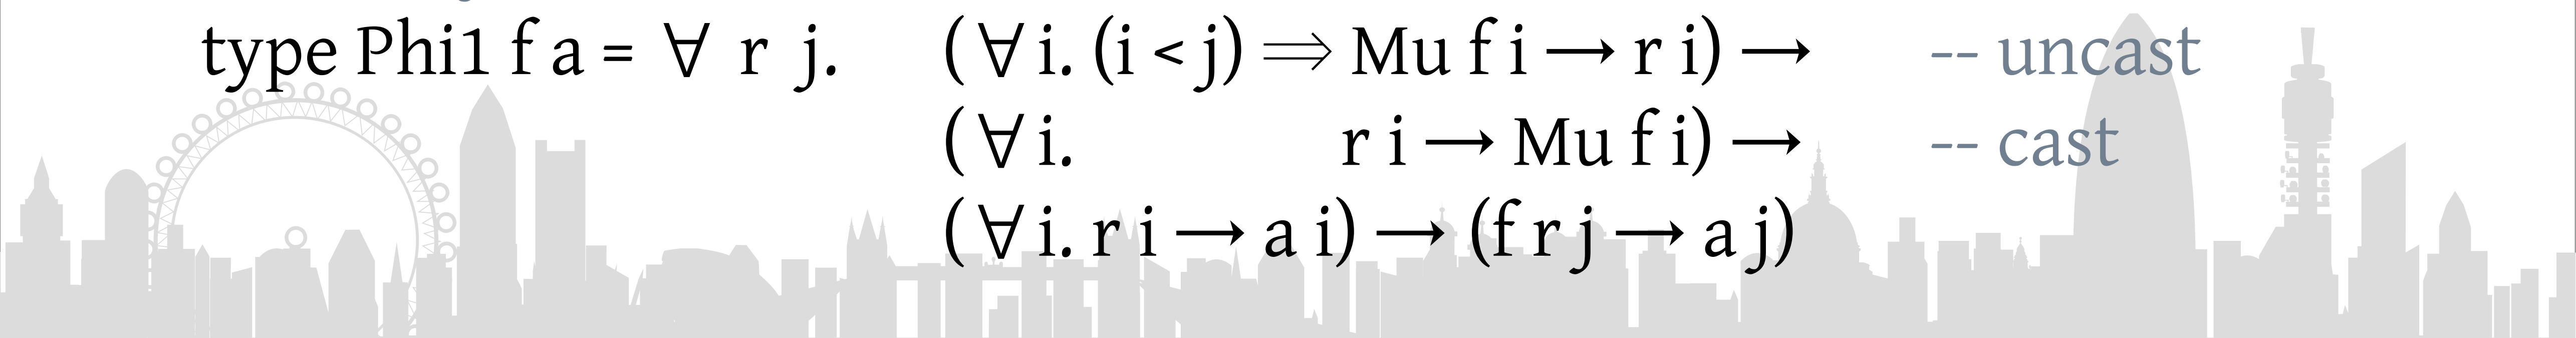 type Phi1 f a = ∀ r j. (∀ i. (i < j) ⟹ Mu f i ⟶ r i) ⟶ -- uncast
(∀ i. r i ⟶ Mu f i) ⟶ -- cast
(∀ i. r i ⟶ a i) ⟶ (f r j ⟶ a j)